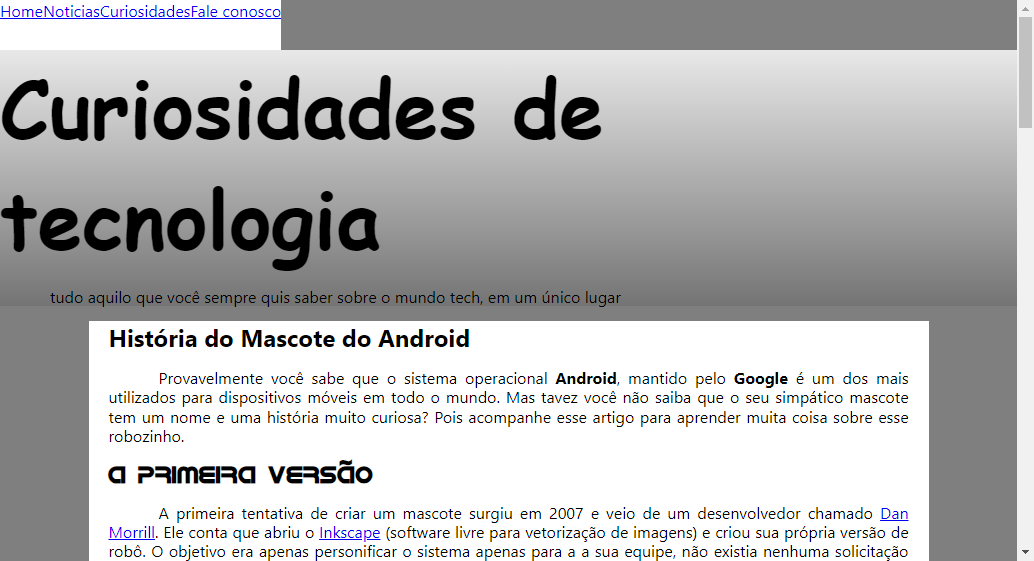 HomeNoticiasCuriosidadesFale conosco
Curiosidades de
tecnologia
tudo aquilo que você sempre quis saber sobre o mundo tech, em um único lugar
História do Mascote do Android
Provavelmente você sabe que o sistema operacional Android, mantido pelo Google é um dos mais
utilizados para dispositivos móveis em todo o mundo. Mas tavez você não saiba que o seu simpático mascote
tem um nome e uma história muito curiosa? Pois acompanhe esse artigo para aprender muita coisa sobre esse
robozinho.
A PRIMEIRA VERSÃO
A primeira tentativa de criar um mascote surgiu em 2007 e veio de um desenvolvedor chamado Dan
Morrill. Ele conta que abriu o Inkscape (software livre para vetorização de imagens) e criou sua própria versão de
robô. O objetivo era apenas personificar o sistema apenas para a a sua equipe, não existia nenhuma solicitação